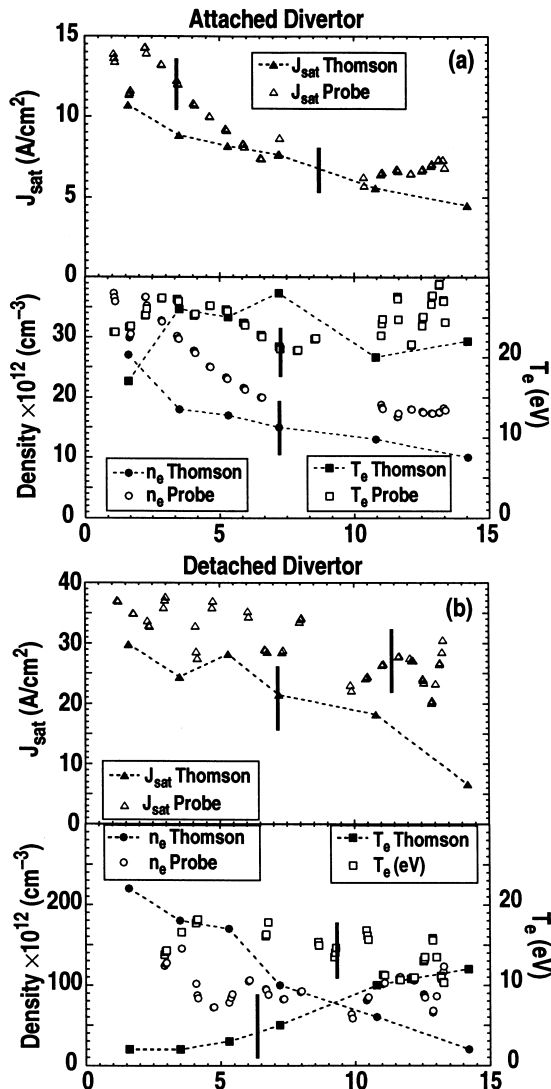 Attached Divertor
15
10
5
0
J_sat (A/cm²)
(a)
J_sat Thomson
J_sat Probe
30
20
10
0
Density ×10¹² (cm⁻³)
20
10
0
T_e (eV)
n_e Thomson
n_e Probe
T_e Thomson
T_e Probe
0 5 10 15
Detached Divertor
40
30
20
10
0
J_sat (A/cm²)
(b)
J_sat Thomson
J_sat Probe
n_e Thomson
n_e Probe
T_e Thomson
T_e (eV)
200
100
0
Density ×10¹² (cm⁻³)
20
10
0
T_e (eV)
0 5 10 15